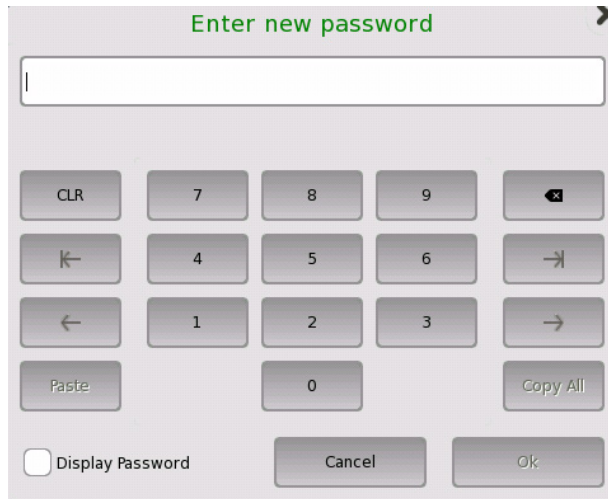 Enter new password
CLR 7 8 9
4 5 6
1 2 3
Paste 0 Copy All
Display Password Cancel Ok